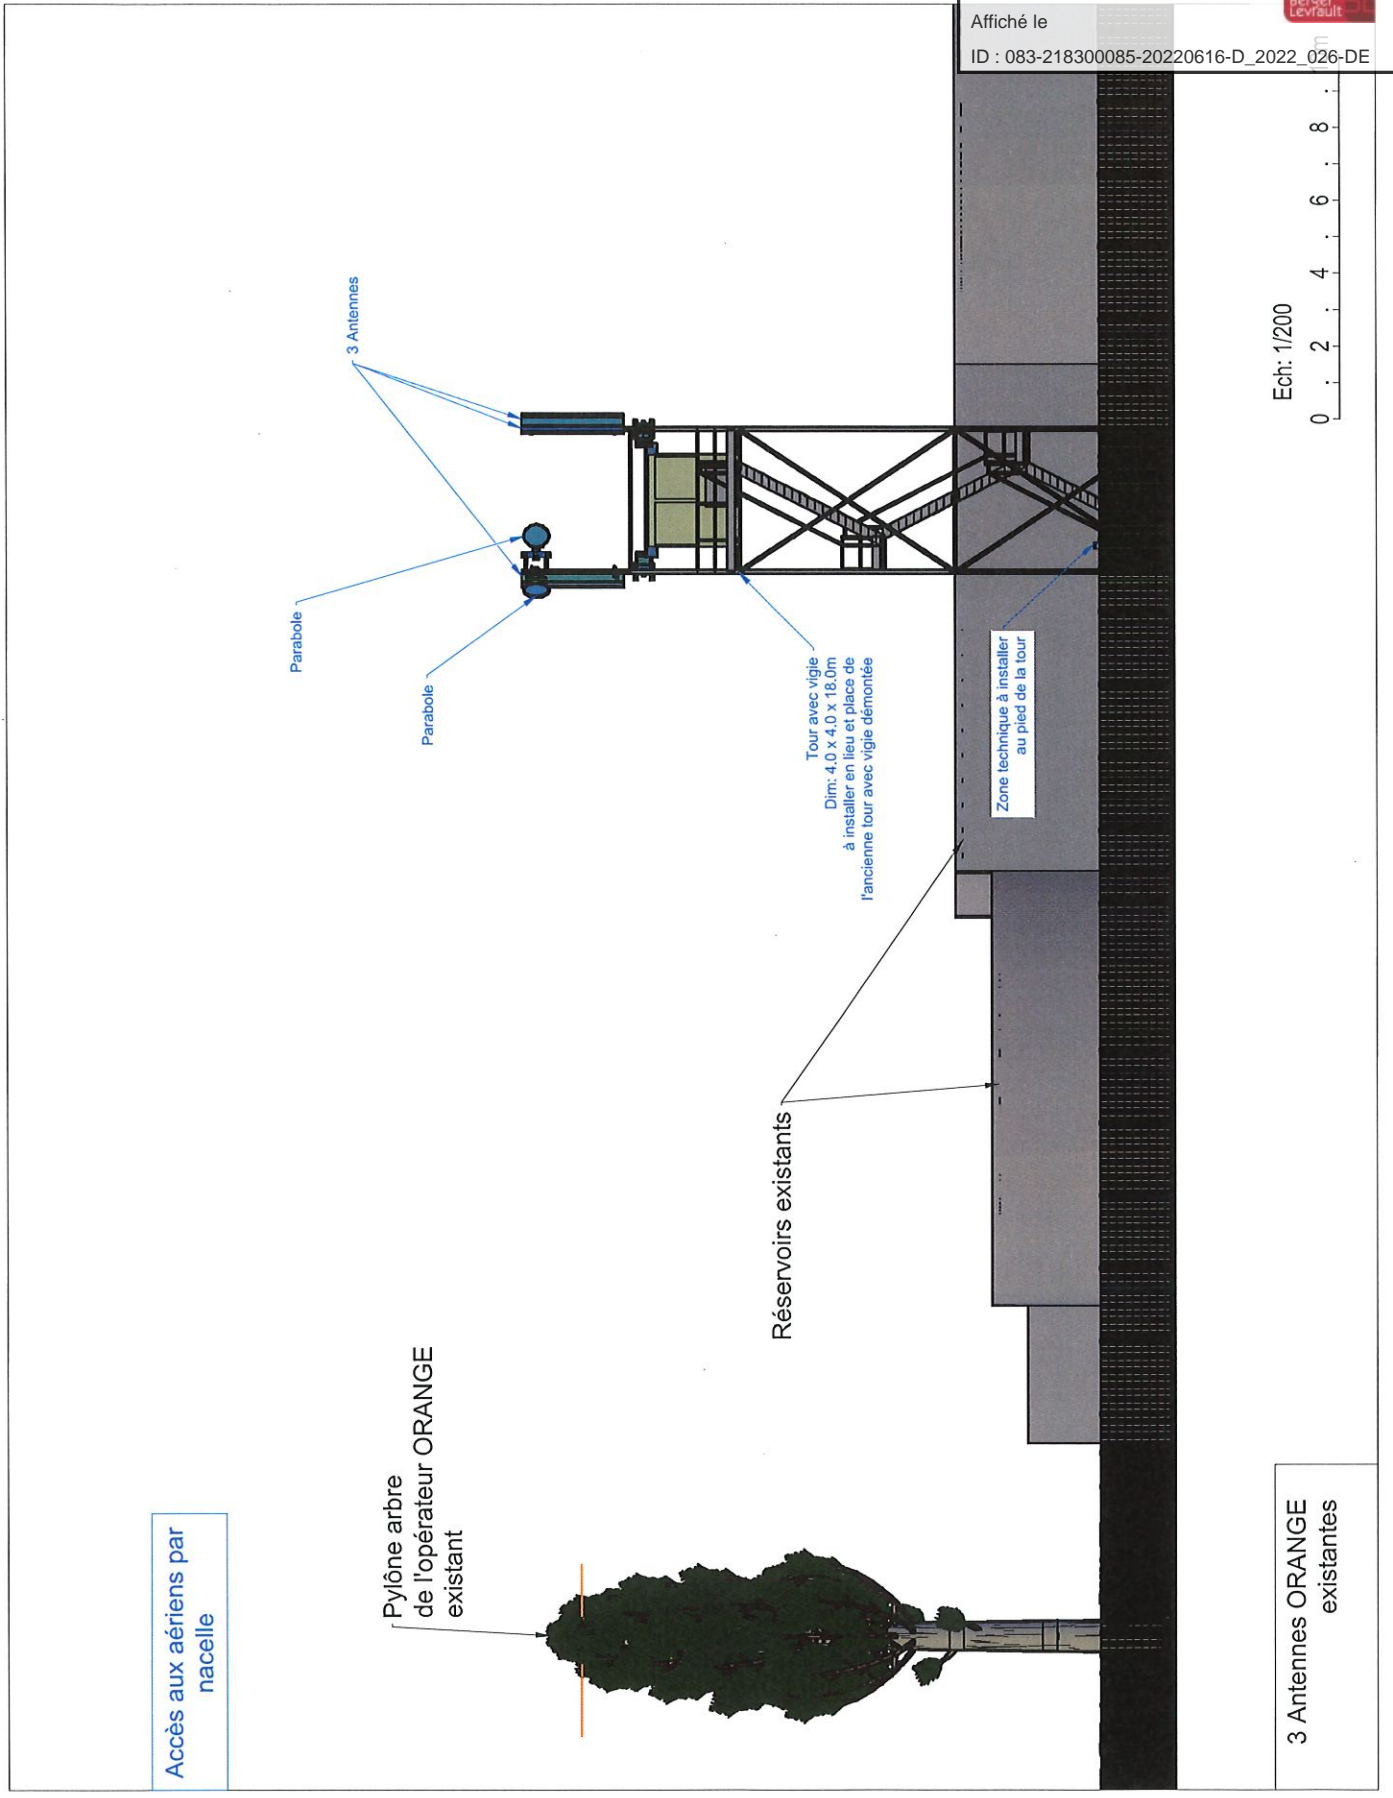 Affiché le
Berger
Levrault
ID : 083-218300085-20220616-D_2022_026-DE
Accès aux aériens par
nacelle
Pylône arbre
de l'opérateur ORANGE
existant
Parabole
Parabole
3 Antennes
Tour avec vigie
Dim: 4.0 x 4.0 x 18.0m
à installer en lieu et place de
l'ancienne tour avec vigie démontée
Réservoirs existants
Zone technique à installer
au pied de la tour
3 Antennes ORANGE
existantes
Ech: 1/200
0 2 4 6 8